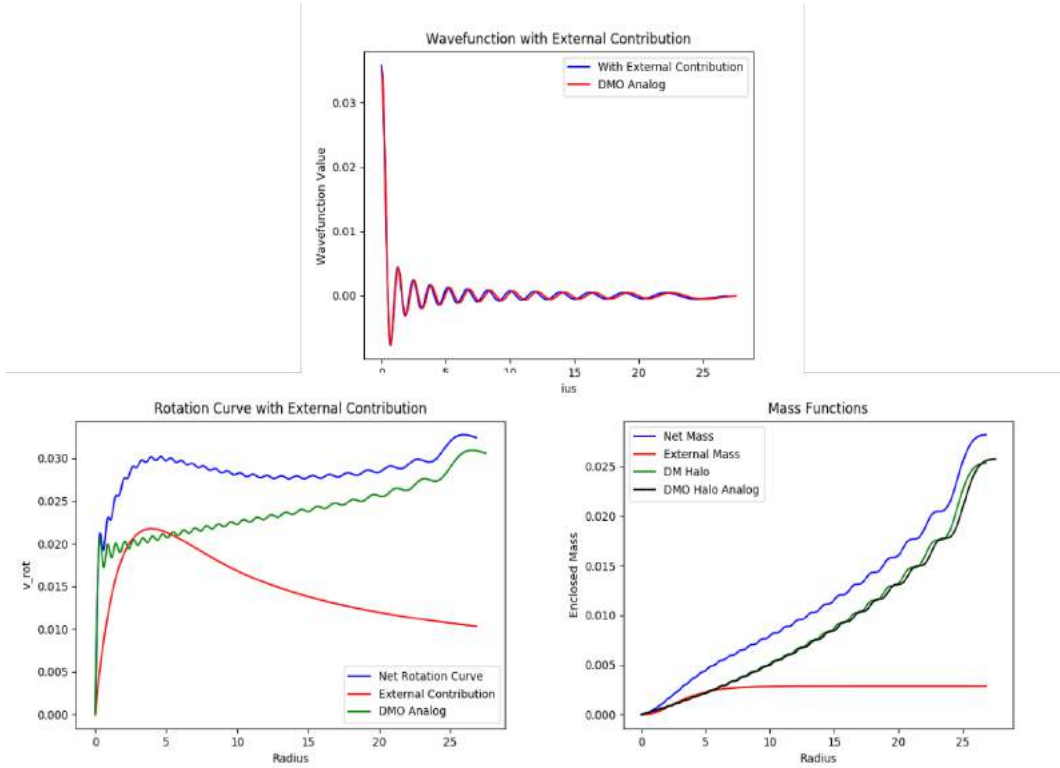 Wavefunction with External Contribution
With External Contribution
DMO Analog
Wavefunction Value
0.03
0.02
0.01
0.00
0 5 10 15 20 25
ius
Rotation Curve with External Contribution
v_rot
0.030
0.025
0.020
0.015
0.010
0.005
0.000
Net Rotation Curve
External Contribution
DMO Analog
0 5 10 15 20 25
Radius
Mass Functions
Net Mass
External Mass
DM Halo
DMO Halo Analog
Enclosed Mass
0.025
0.020
0.015
0.010
0.005
0.000
0 5 10 15 20 25
Radius